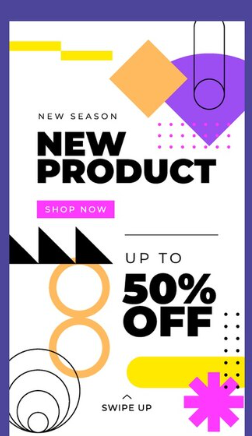 NEW SEASON
NEW
PRODUCT
SHOP NOW
UP TO
50%
OFF
SWIPE UP